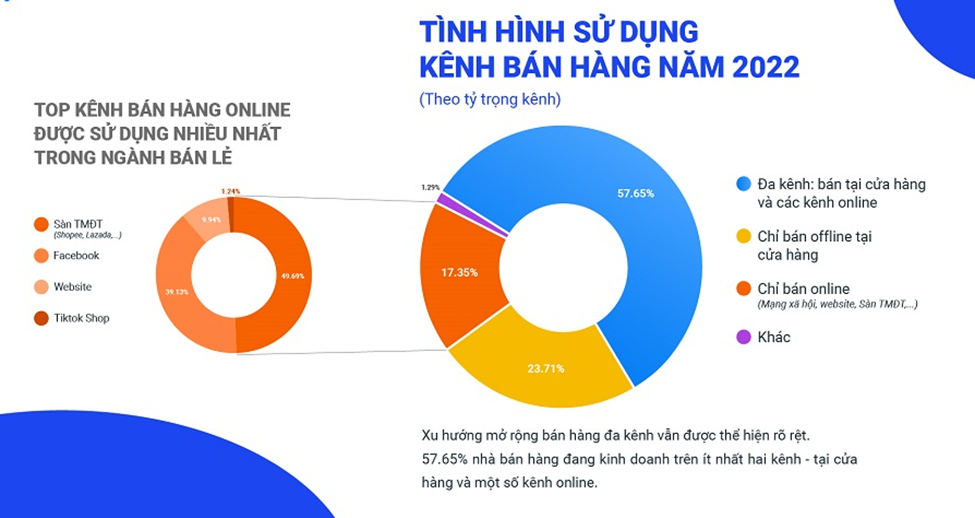 TÌNH HÌNH SỬ DỤNG
KÊNH BÁN HÀNG NĂM 2022
(Theo tỷ trọng kênh)
TOP KÊNH BÁN HÀNG ONLINE
ĐƯỢC SỬ DỤNG NHIỀU NHẤT
TRONG NGÀNH BÁN LẺ
Sàn TMĐT
(Shopee, Lazada,...)
Facebook
Website
Tiktok Shop
1.24%
9.94%
49.69%
39.13%
1.29%
57.65%
17.35%
23.71%
Đa kênh: bán tại cửa hàng
và các kênh online
Chỉ bán offline tại
cửa hàng
Chỉ bán online
(Mạng xã hội, website, Sàn TMĐT,...)
Khác
Xu hướng mở rộng bán hàng đa kênh vẫn được thể hiện rõ rệt.
57.65% nhà bán hàng đang kinh doanh trên ít nhất hai kênh - tại cửa
hàng và một số kênh online.